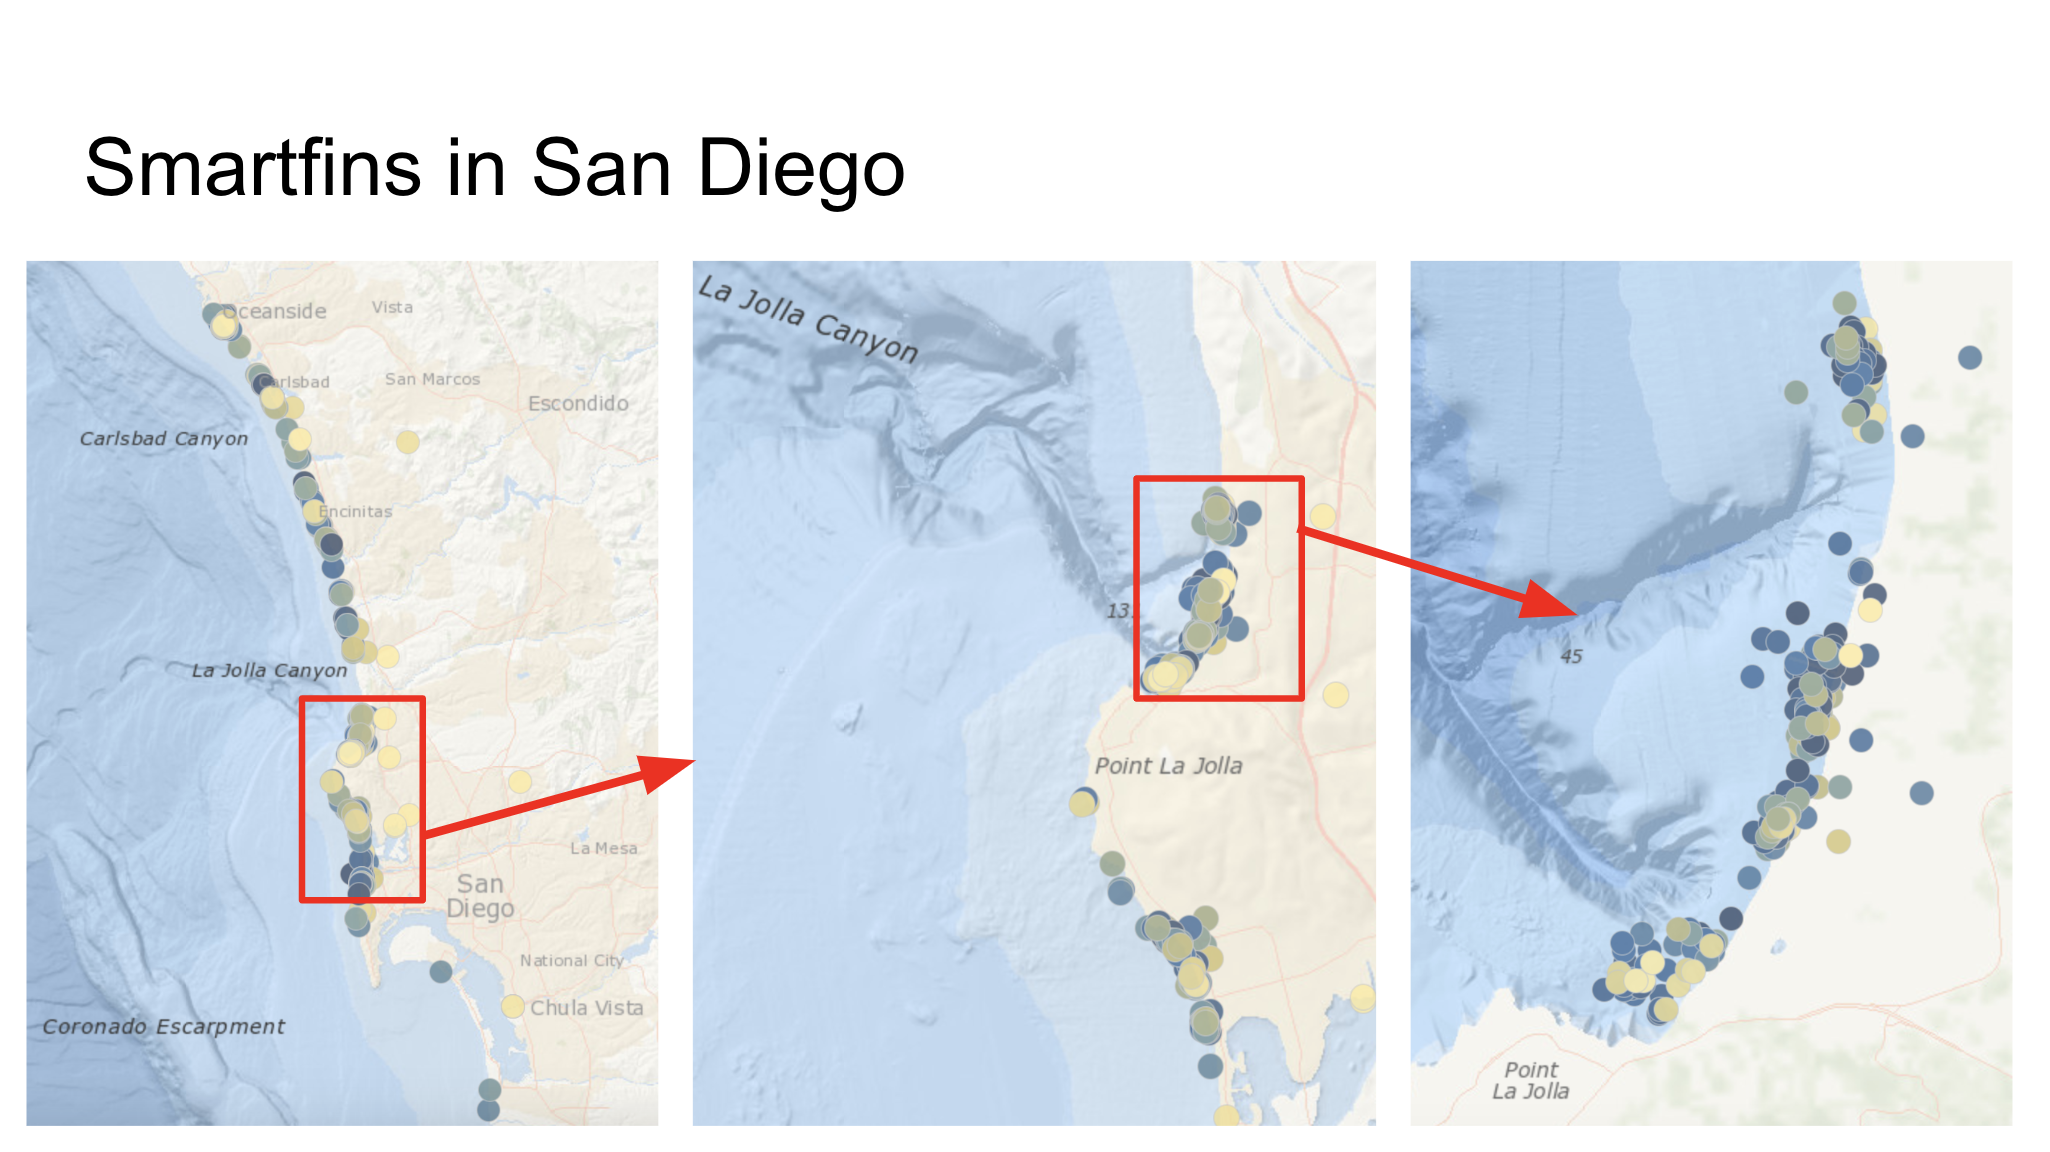 Smartfins in San Diego
Oceanside
Vista
Carlsbad
San Marcos
Escondido
Carlsbad Canyon
Encinitas
La Jolla Canyon
La Mesa
San
Diego
National City
Chula Vista
Coronado Escarpment
La Jolla Canyon
Point La Jolla
45
Point
La Jolla